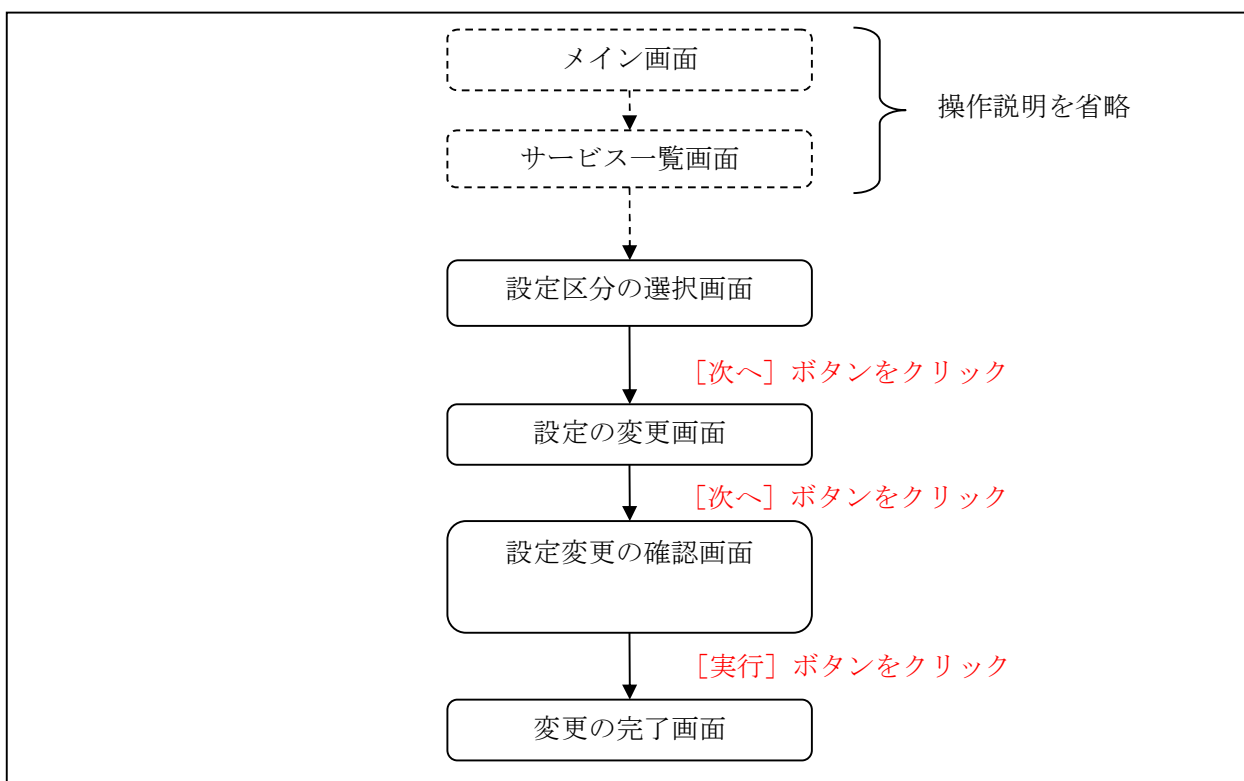 メイン画面
操作説明を省略
サービス一覧画面
設定区分の選択画面
［次へ］ボタンをクリック
設定の変更画面
［次へ］ボタンをクリック
設定変更の確認画面
［実行］ボタンをクリック
変更の完了画面